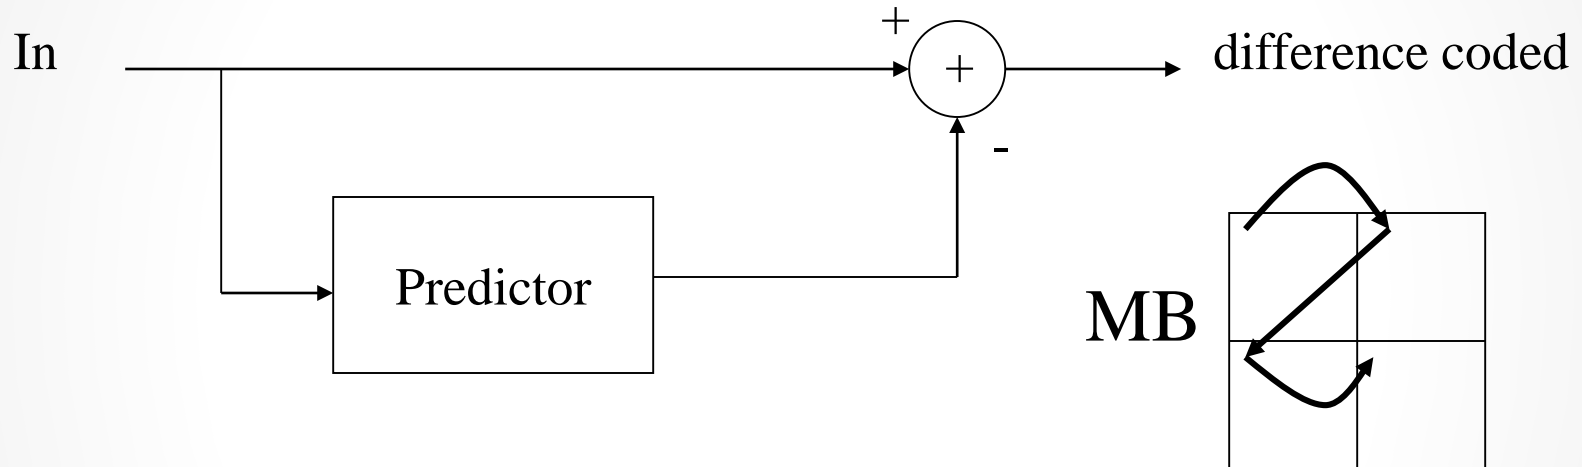 +
In
+
difference coded
-
Predictor
MB